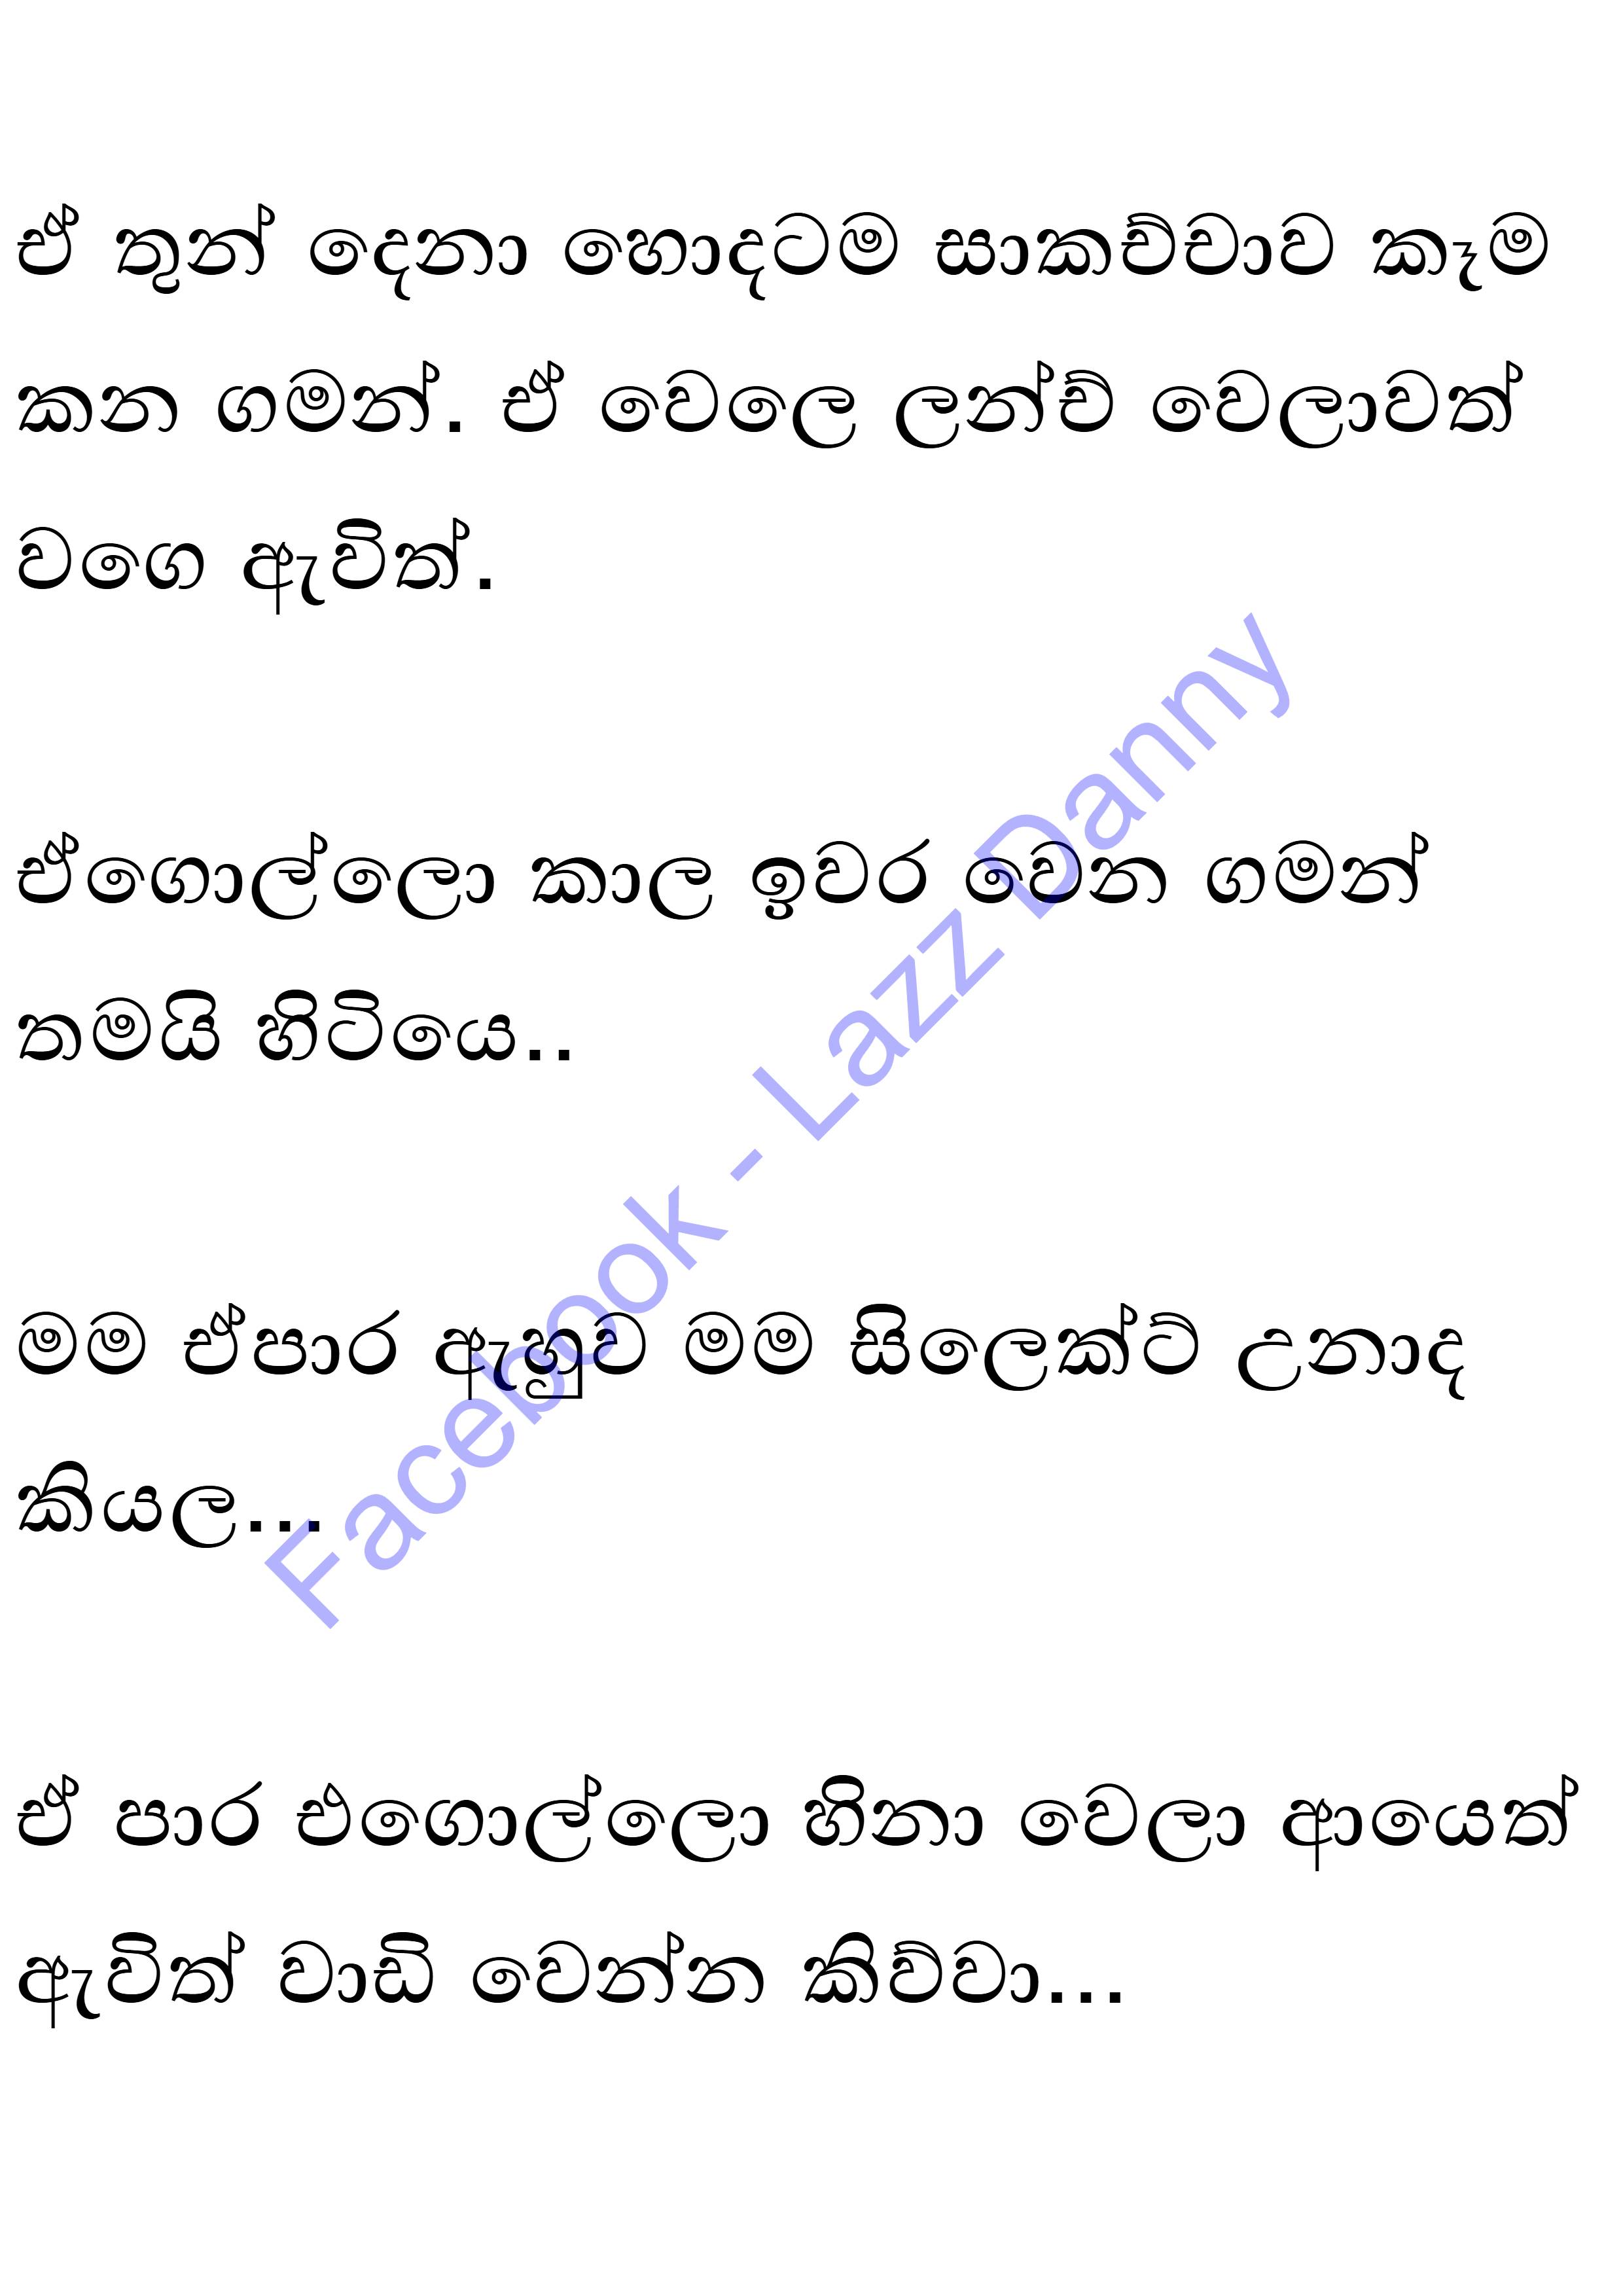 ඒ තුන් දෙනා හොදටම සාකච්චාව කෑම
කන ගමන්. ඒ වෙලෙ ලන්ච් වෙලාවත්
වගෙ ඇවිත්.
ඒගොල්ලො කාල ඉවර වෙන ගමන්
තමයි හිටියෙ..
මම ඒපාර ඇහුව මම සිලෙක්ට් උනාද
කියල...
ඒ පාර එගොල්ලො හිනා වෙලා ආයෙත්
ඇවිත් වාඩි වෙන්න කිව්වා...
Facebook - Lazz Danny